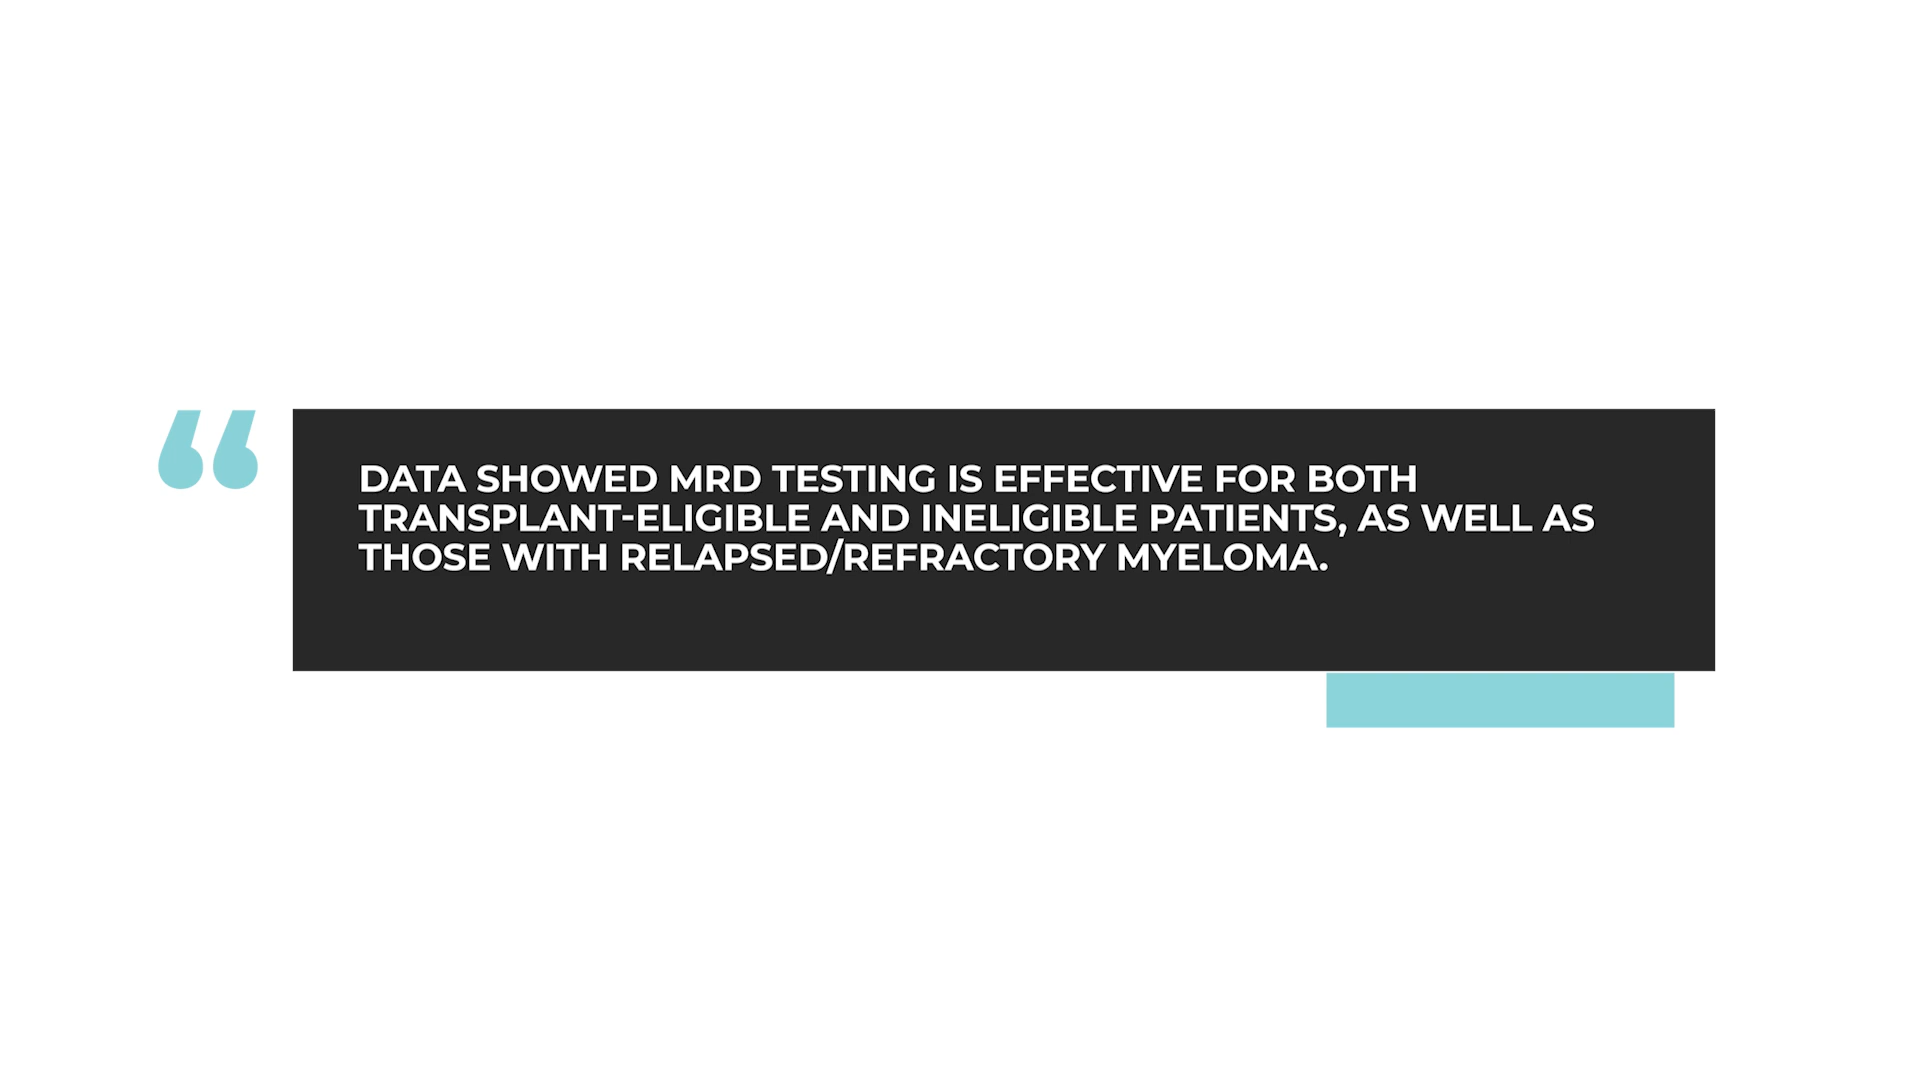 “
DATA SHOWED MRD TESTING IS EFFECTIVE FOR BOTH
TRANSPLANT-ELIGIBLE AND INELIGIBLE PATIENTS, AS WELL AS
THOSE WITH RELAPSED/REFRACTORY MYELOMA.